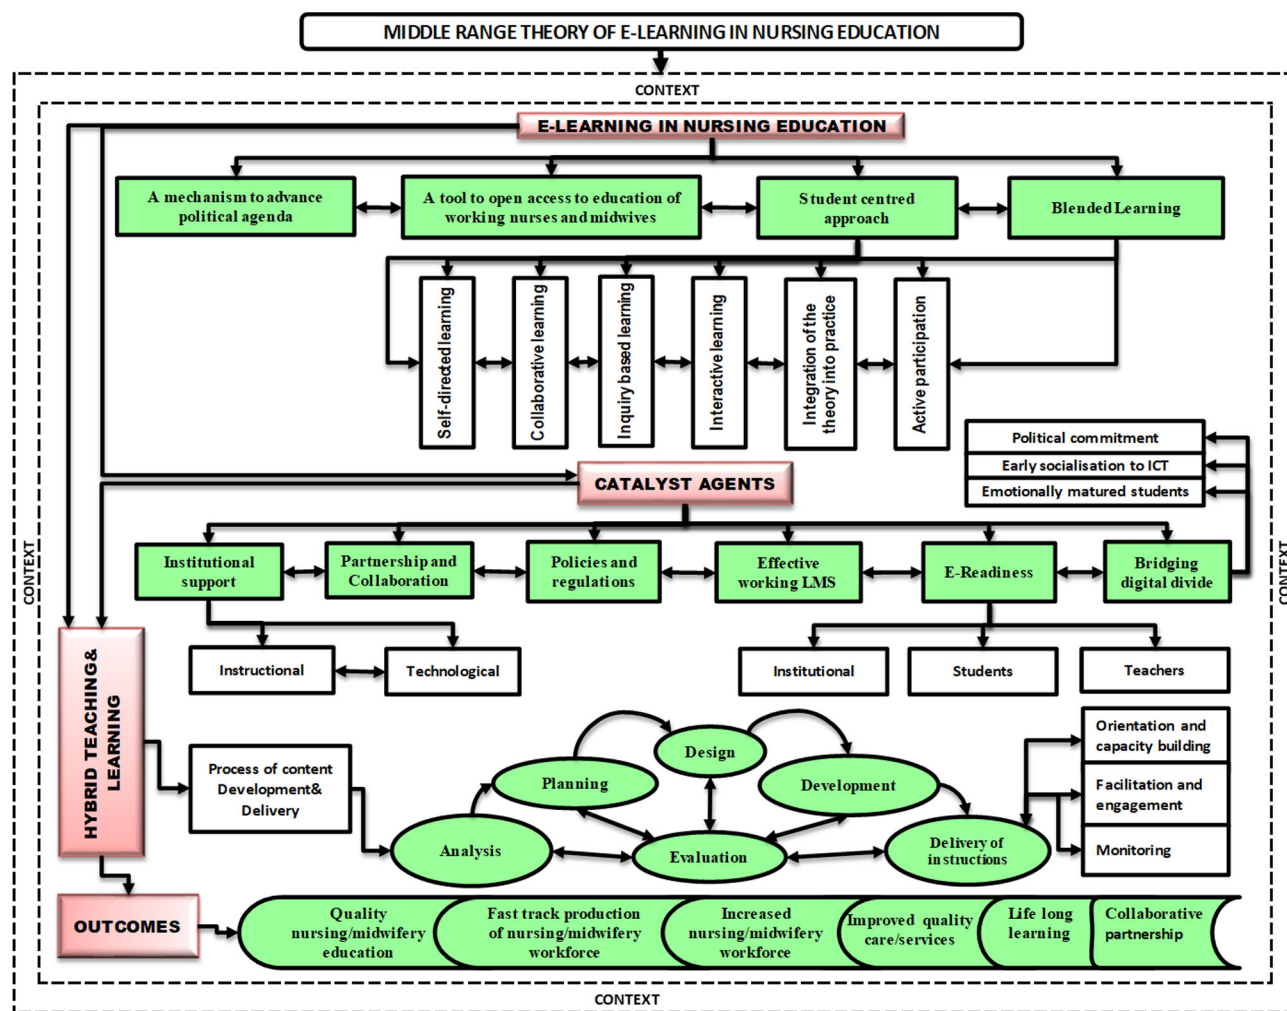 MIDDLE RANGE THEORY OF E-LEARNING IN NURSING EDUCATION
CONTEXT
E-LEARNING IN NURSING EDUCATION
A mechanism to advance
political agenda
A tool to open access to education of
working nurses and midwives
Student centred
approach
Blended Learning
Self-directed learning
Collaborative learning
Inquiry based learning
Interactive learning
Integration of the
theory into practice
Active participation
Political commitment
Early socialisation to ICT
Emotionally matured students
CATALYST AGENTS
CONTEXT
CONTEXT
Institutional
support
Partnership and
Collaboration
Policies and
regulations
Effective
working LMS
E-Readiness
Bridging
digital divide
Instructional
Technological
Institutional
Students
Teachers
HYBRID TEACHING&
LEARNING
Process of content
Development&
Delivery
Analysis
Planning
Design
Development
Evaluation
Delivery of
instructions
Orientation and
capacity building
Facilitation and
engagement
Monitoring
OUTCOMES
Quality
nursing/midwifery
education
Fast track production
of nursing/midwifery
workforce
Increased
nursing/midwifery
workforce
Improved quality
care/services
Life long
learning
Collaborative
partnership
CONTEXT